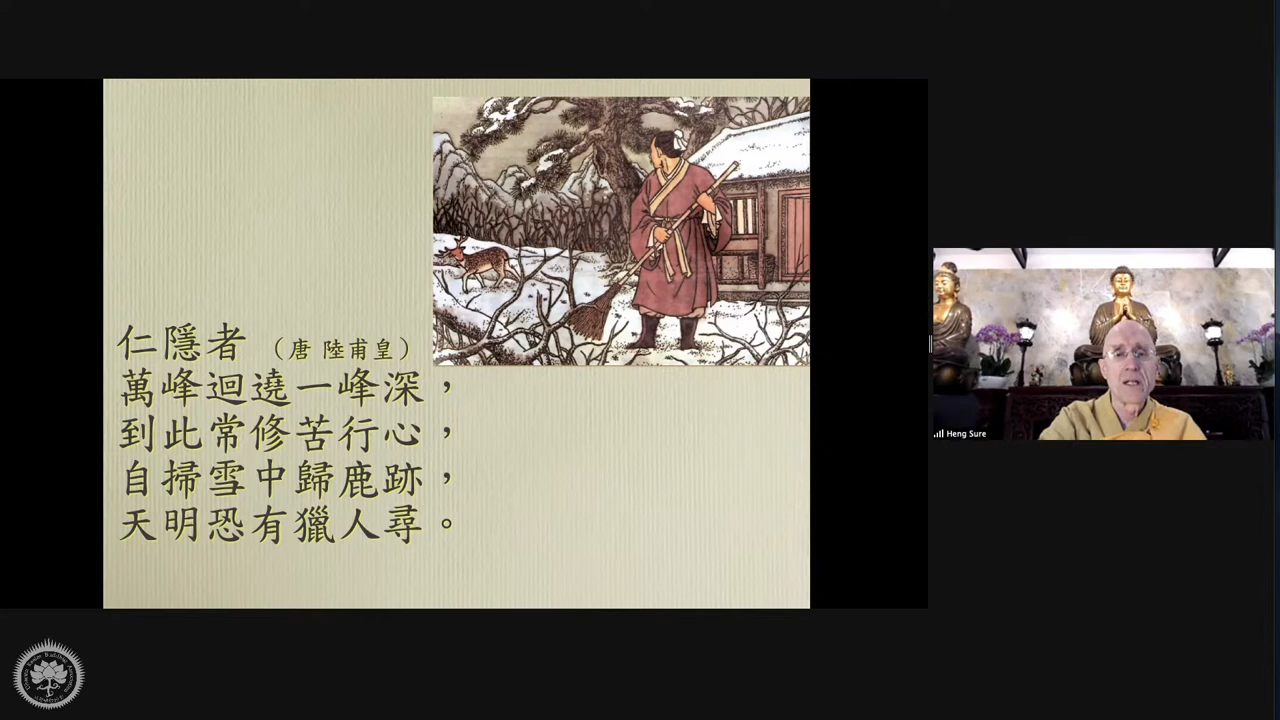 仁隱者 （唐 陸甫皇）
萬峰迴遶一峰深，
到此常修苦行心，
自掃雪中歸鹿跡，
天明恐有獵人尋。
Heng Sure